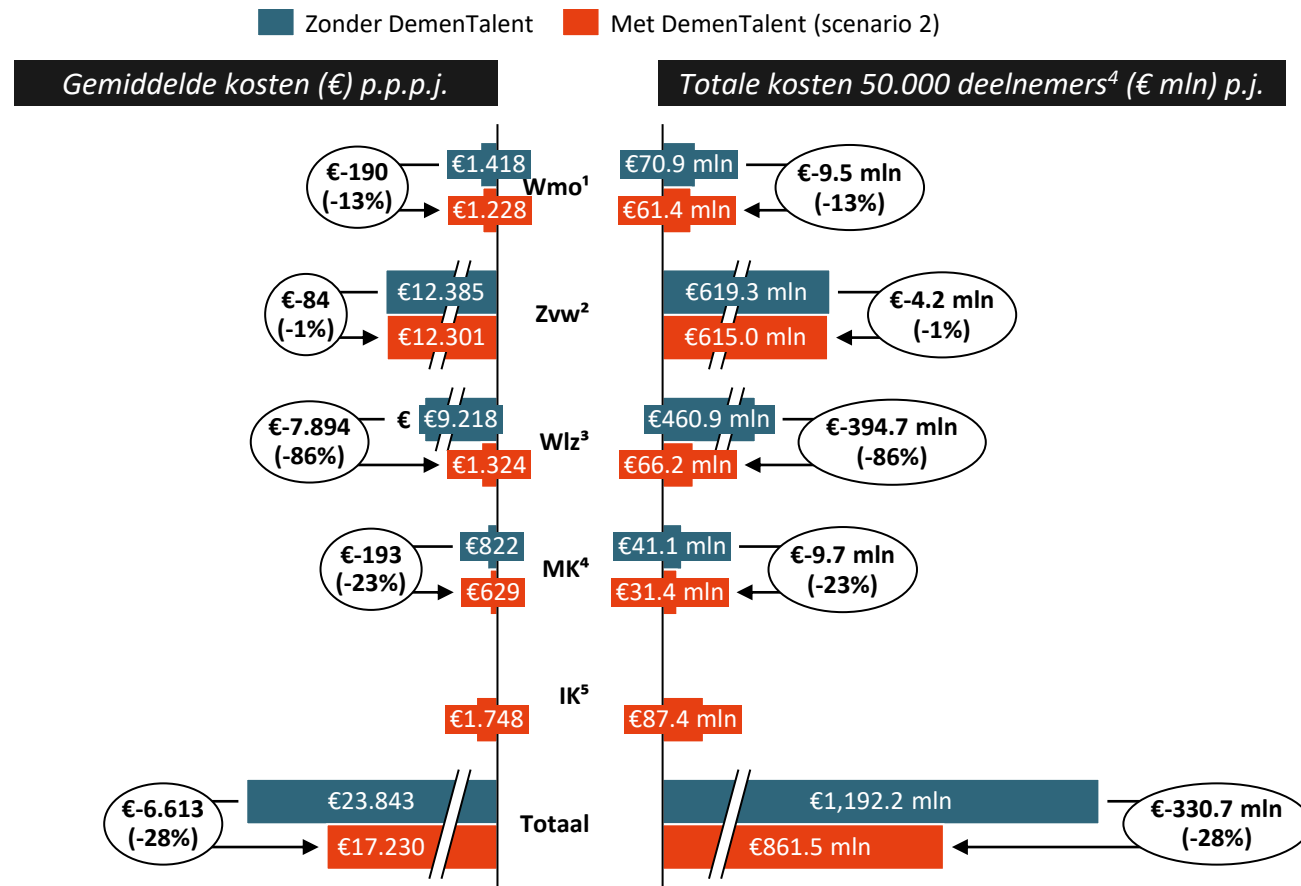 Zonder DemenTalent
Met DemenTalent (scenario 2)
Gemiddelde kosten (€) p.p.p.j.
Totale kosten 50.000 deelnemers⁴ (€ mln) p.j.
€-190
(-13%)
€1.418
€1.228
Wmo¹
€70.9 mln
€61.4 mln
€-9.5 mln
(-13%)
€-84
(-1%)
€12.385
€12.301
Zvw²
€619.3 mln
€615.0 mln
€-4.2 mln
(-1%)
€-7.894
(-86%)
€ €9.218
€1.324
Wlz³
€460.9 mln
€66.2 mln
€-394.7 mln
(-86%)
€-193
(-23%)
€822
€629
MK⁴
€41.1 mln
€31.4 mln
€-9.7 mln
(-23%)
IK⁵
€1.748
€87.4 mln
€-6.613
(-28%)
€23.843
€17.230
Totaal
€1,192.2 mln
€861.5 mln
€-330.7 mln
(-28%)